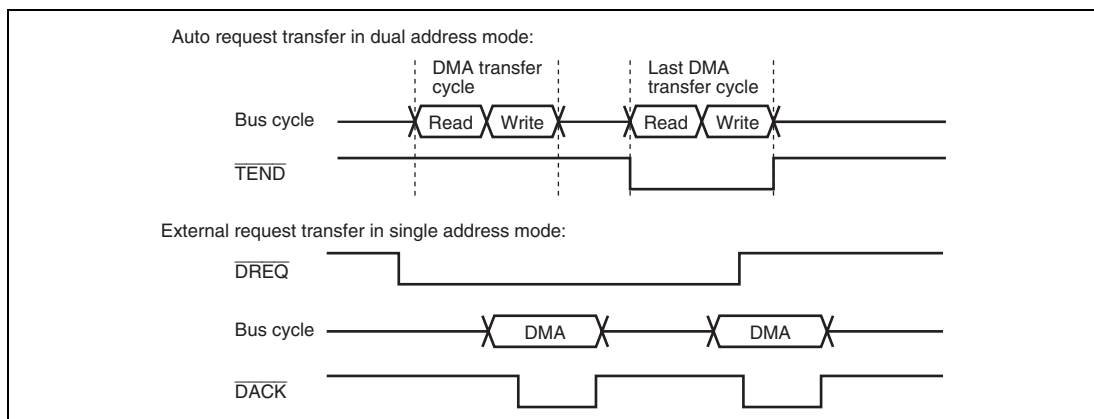 Auto request transfer in dual address mode:
DMA transfer
cycle
Last DMA
transfer cycle
Bus cycle
Read
Write
Read
Write
TEND
External request transfer in single address mode:
DREQ
Bus cycle
DMA
DMA
DACK